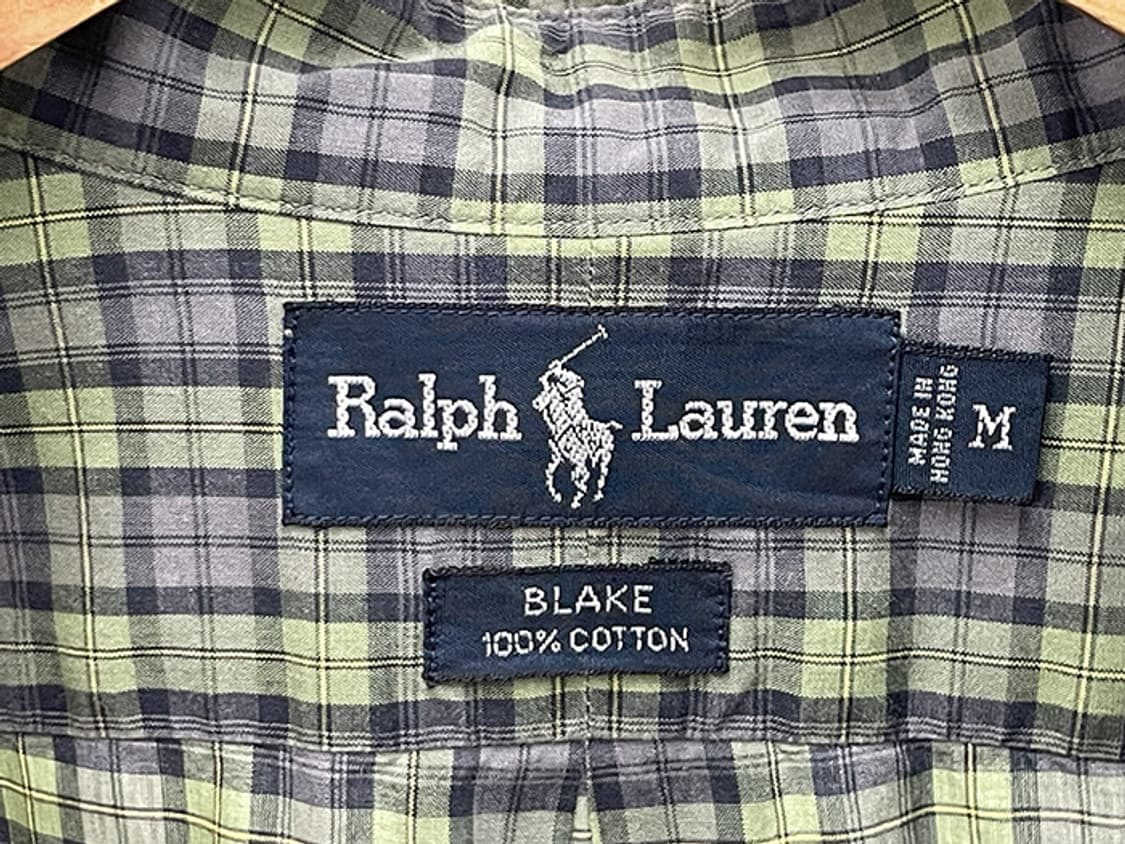 Ralph Lauren
MADE IN
HONG KONG
M
BLAKE
100% COTTON